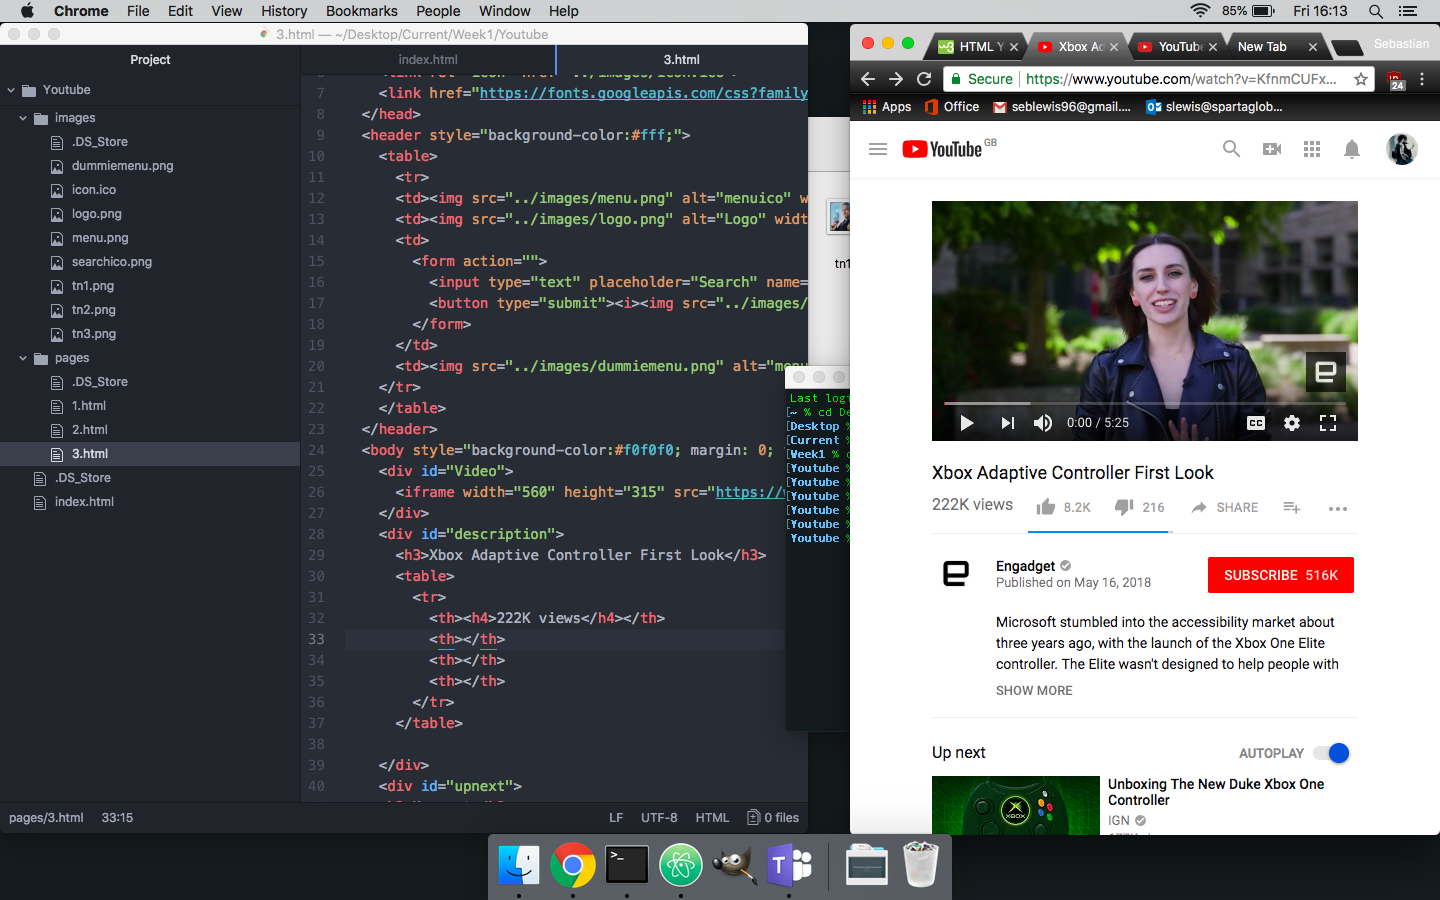 Chrome File Edit View History Bookmarks People Window Help
85% Fri 16:13
3.html — ~/Desktop/Current/Week1/Youtube
Project
Youtube
images
.DS_Store
dummiemenu.png
icon.ico
logo.png
menu.png
searchico.png
tn1.png
tn2.png
tn3.png
pages
.DS_Store
1.html
2.html
3.html
.DS_Store
index.html
index.html 3.html
7 <link href="https://fonts.googleapis.com/css?family
8 </head>
9 <header style="background-color:#fff;">
10 <table>
11 <tr>
12 <td><img src="../images/menu.png" alt="menuico" w
13 <td><img src="../images/logo.png" alt="Logo" widt
14 <td>
15 <form action="">
16 <input type="text" placeholder="Search" name=
17 <button type="submit"><i><img src="../images/
18 </form>
19 </td>
20 <td><img src="../images/dummiemenu.png" alt="menu
21 </tr>
22 </table>
23 </header>
24 <body style="background-color:#f0f0f0; margin: 0;
25 <div id="Video">
26 <iframe width="560" height="315" src="https://
27 </div>
28 <div id="description">
29 <h3>Xbox Adaptive Controller First Look</h3>
30 <table>
31 <tr>
32 <th><h4>222K views</h4></th>
33 <th></th>
34 <th></th>
35 <th></th>
36 </tr>
37 </table>
38
39 </div>
40 <div id="upnext">
pages/3.html 33:15 LF UTF-8 HTML 0 files
tn1
Last logi
[~ % cd De
[Desktop %
[Current %
[Week1 % c
[Youtube %
[Youtube %
[Youtube %
[Youtube %
[Youtube %
Youtube %
HTML Y Xbox Ad YouTube New Tab Sebastian
Secure https://www.youtube.com/watch?v=KfnmCUFx... 24
Apps Office seblewis96@gmail.... slewis@spartaglob...
YouTube GB
0:00 / 5:25 CC
Xbox Adaptive Controller First Look
222K views 8.2K 216 SHARE
Engadget
Published on May 16, 2018
SUBSCRIBE 516K
Microsoft stumbled into the accessibility market about
three years ago, with the launch of the Xbox One Elite
controller. The Elite wasn't designed to help people with
SHOW MORE
Up next AUTOPLAY
XBOX
Unboxing The New Duke Xbox One
Controller
IGN